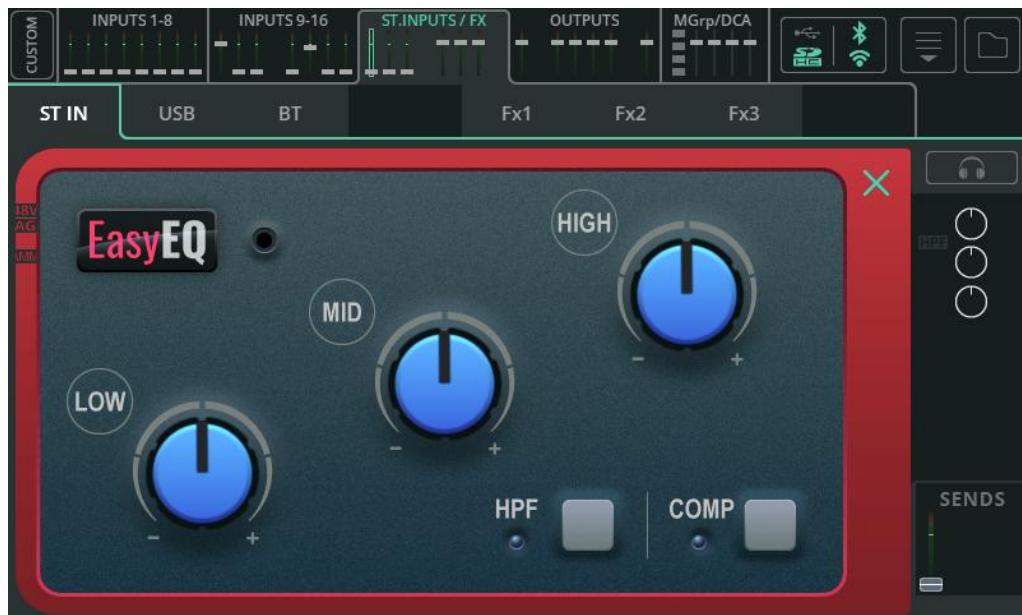 CUSTOM
INPUTS 1-8
INPUTS 9-16
ST.INPUTS / FX
OUTPUTS
MGrp/DCA
ST IN
USB
BT
Fx1
Fx2
Fx3
48V
EasyEQ
HIGH
HPF
MID
- +
LOW
- +
HPF
COMP
- +
SENDS